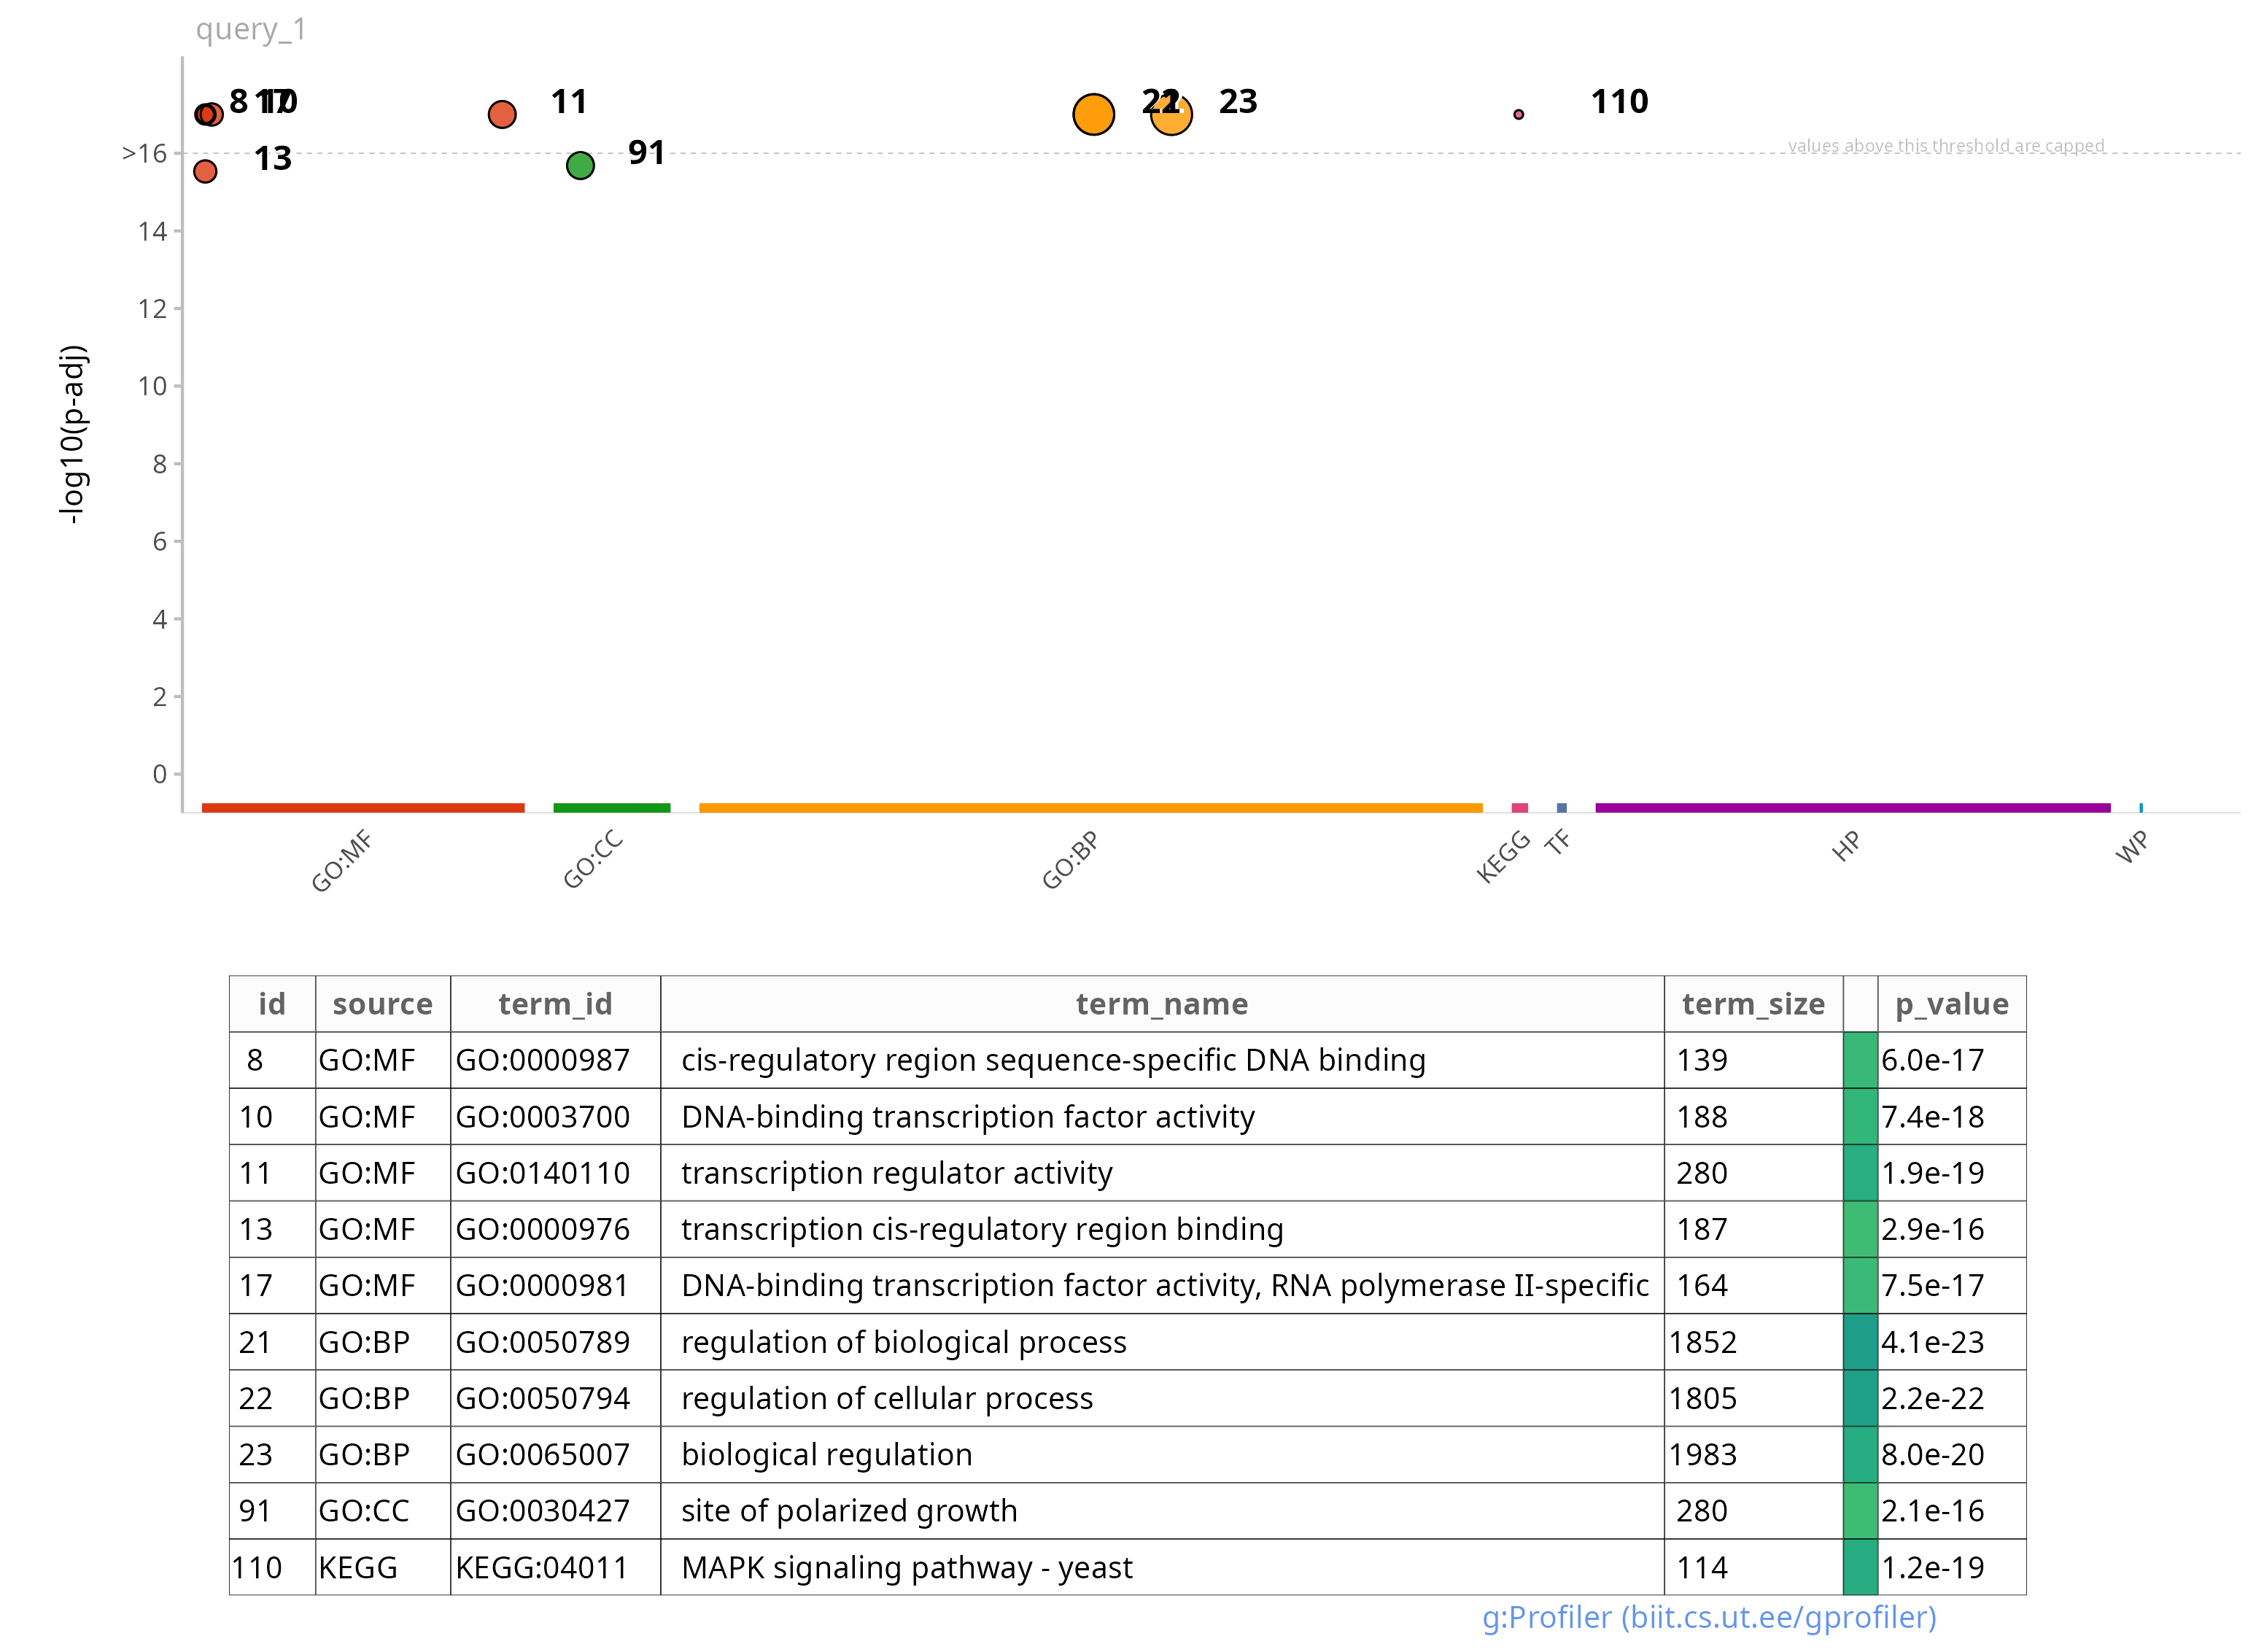 query_1
8 17 10 11 21 22 23 110
>16
values above this threshold are capped
13 91
14
12
10
8
6
4
2
0
-log10(p-adj)
GO:MF GO:CC GO:BP KEGG TF HP WP
id source term_id term_name term_size p_value
8 GO:MF GO:0000987 cis-regulatory region sequence-specific DNA binding 139 6.0e-17
10 GO:MF GO:0003700 DNA-binding transcription factor activity 188 7.4e-18
11 GO:MF GO:0140110 transcription regulator activity 280 1.9e-19
13 GO:MF GO:0000976 transcription cis-regulatory region binding 187 2.9e-16
17 GO:MF GO:0000981 DNA-binding transcription factor activity, RNA polymerase II-specific 164 7.5e-17
21 GO:BP GO:0050789 regulation of biological process 1852 4.1e-23
22 GO:BP GO:0050794 regulation of cellular process 1805 2.2e-22
23 GO:BP GO:0065007 biological regulation 1983 8.0e-20
91 GO:CC GO:0030427 site of polarized growth 280 2.1e-16
110 KEGG KEGG:04011 MAPK signaling pathway - yeast 114 1.2e-19
g:Profiler (biit.cs.ut.ee/gprofiler)